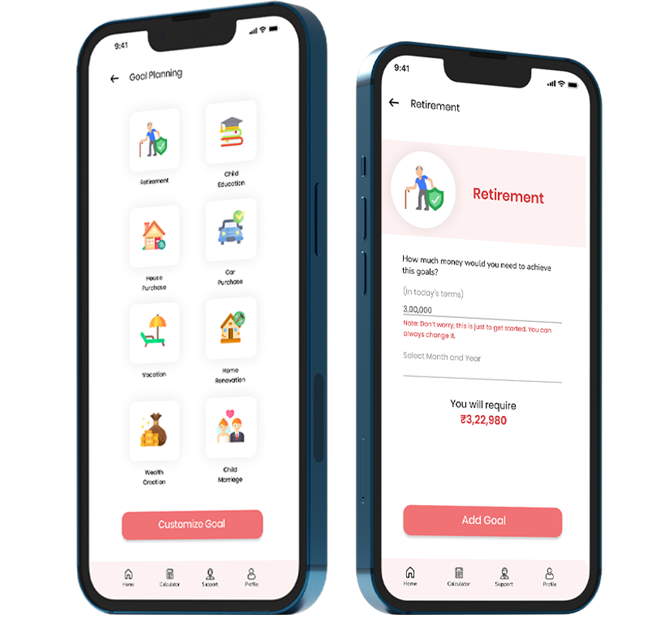 9:41
Goal Planning
Retirement
Child
Education
House
Purchase
Car
Purchase
Vacation
Home
Renovation
Wealth
Creation
Child
Marriage
Customize Goal
Home
Calculator
Support
Profile
9:41
Retirement
Retirement
How much money would you need to achieve
this goals?
(In today's terms)
3,00,000
Note: Don't worry, this is just to get started. You can
always change it.
Select Month and Year
You will require
₹3,22,980
Add Goal
Home
Calculator
Support
Profile